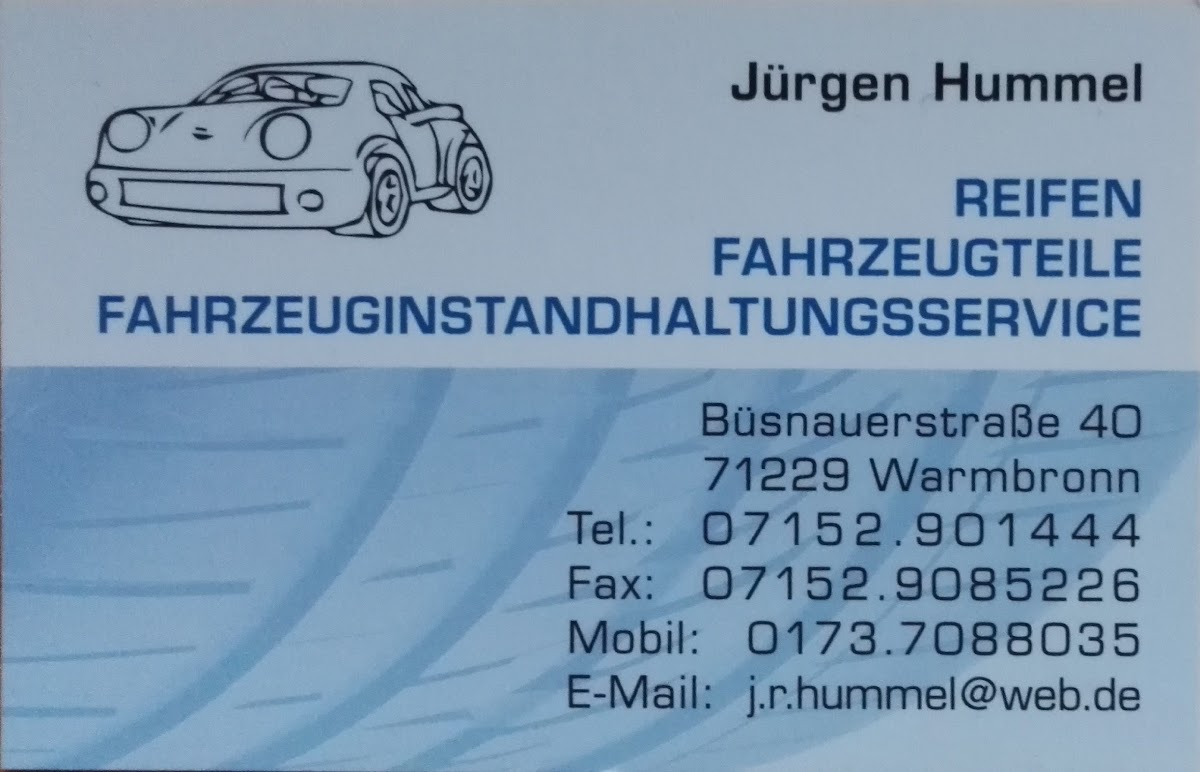 Jürgen Hummel
REIFEN
FAHRZEUGTEILE
FAHRZEUGINSTANDHALTUNGSSERVICE
Büsnauerstraße 40
71229 Warmbronn
Tel.: 07152.901444
Fax: 07152.9085226
Mobil: 0173.7088035
E-Mail: j.r.hummel@web.de